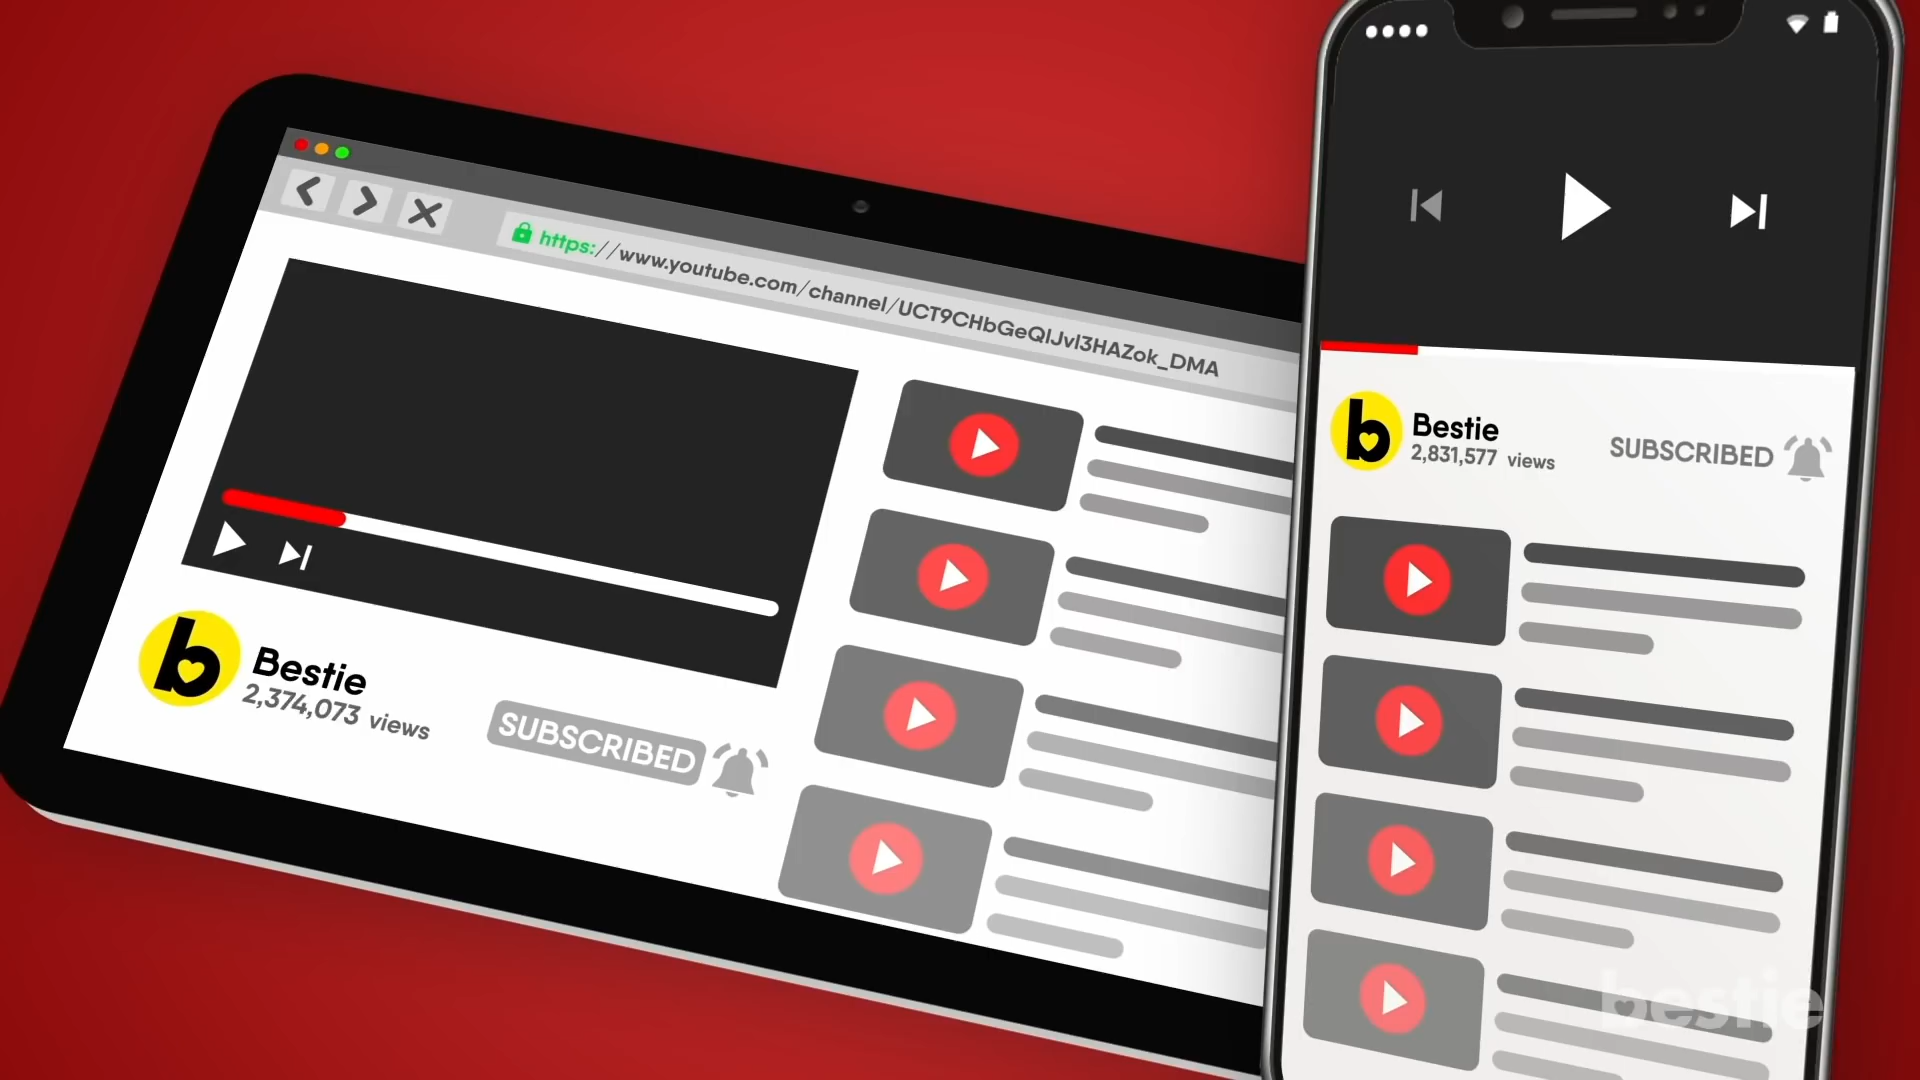 https://www.youtube.com/channel/UCT9CHbGeQIJvl3HAZok_DMA
Bestie
2,374,073 views
SUBSCRIBED
Bestie
2,831,577 views
SUBSCRIBED
bestie